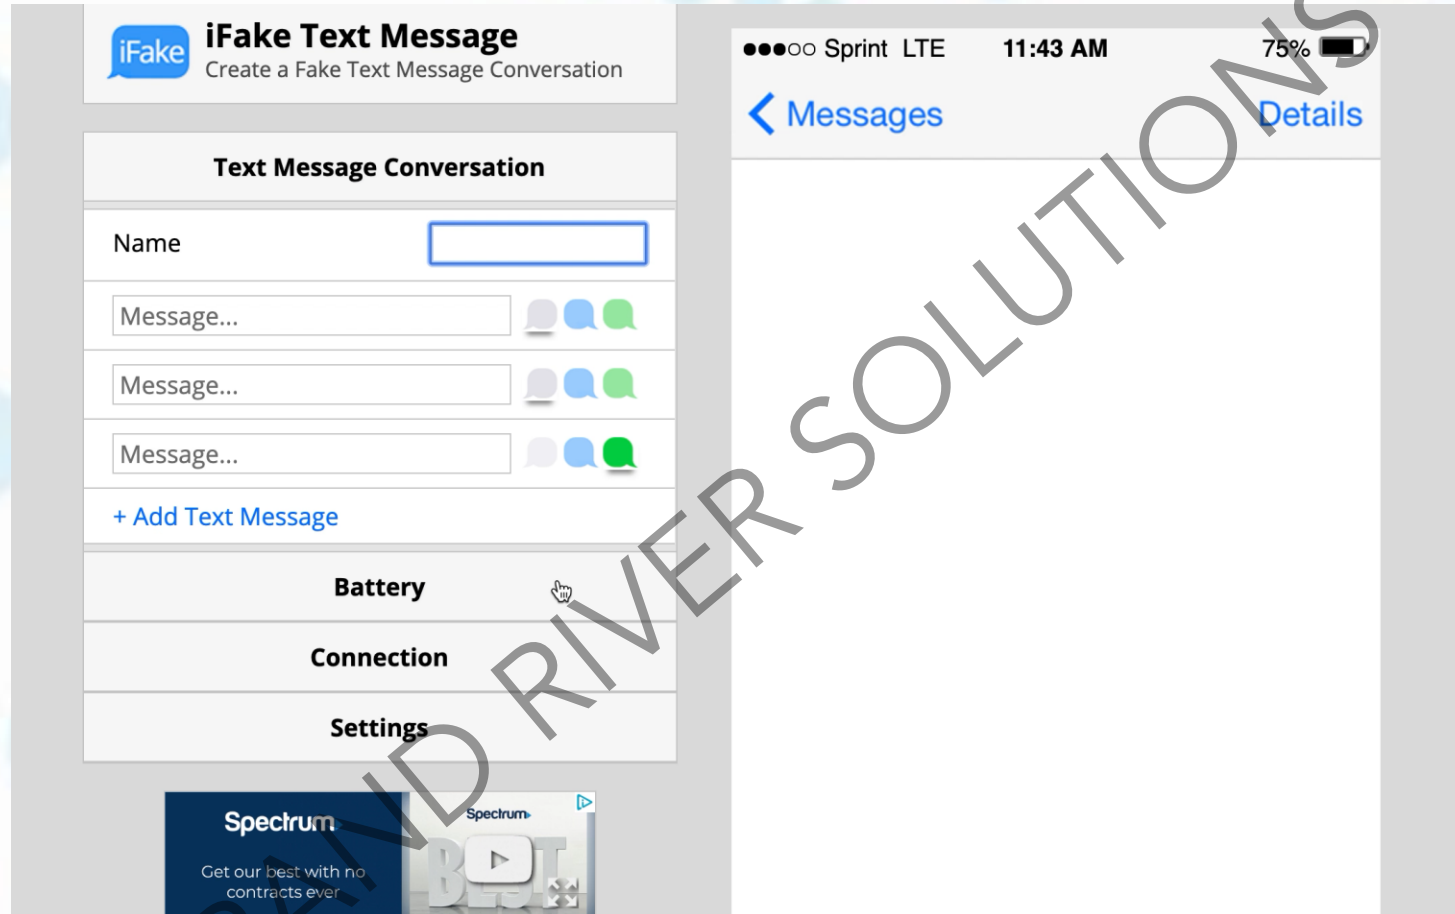 iFake
iFake Text Message
Create a Fake Text Message Conversation
Text Message Conversation
Name
Message...
Message...
Message...
+ Add Text Message
Battery
Connection
Settings
Spectrum
Get our best with no
contracts ever
Spectrum
BEST
Sprint LTE 11:43 AM 75%
Messages Details
RAND RIVER SOLUTIONS